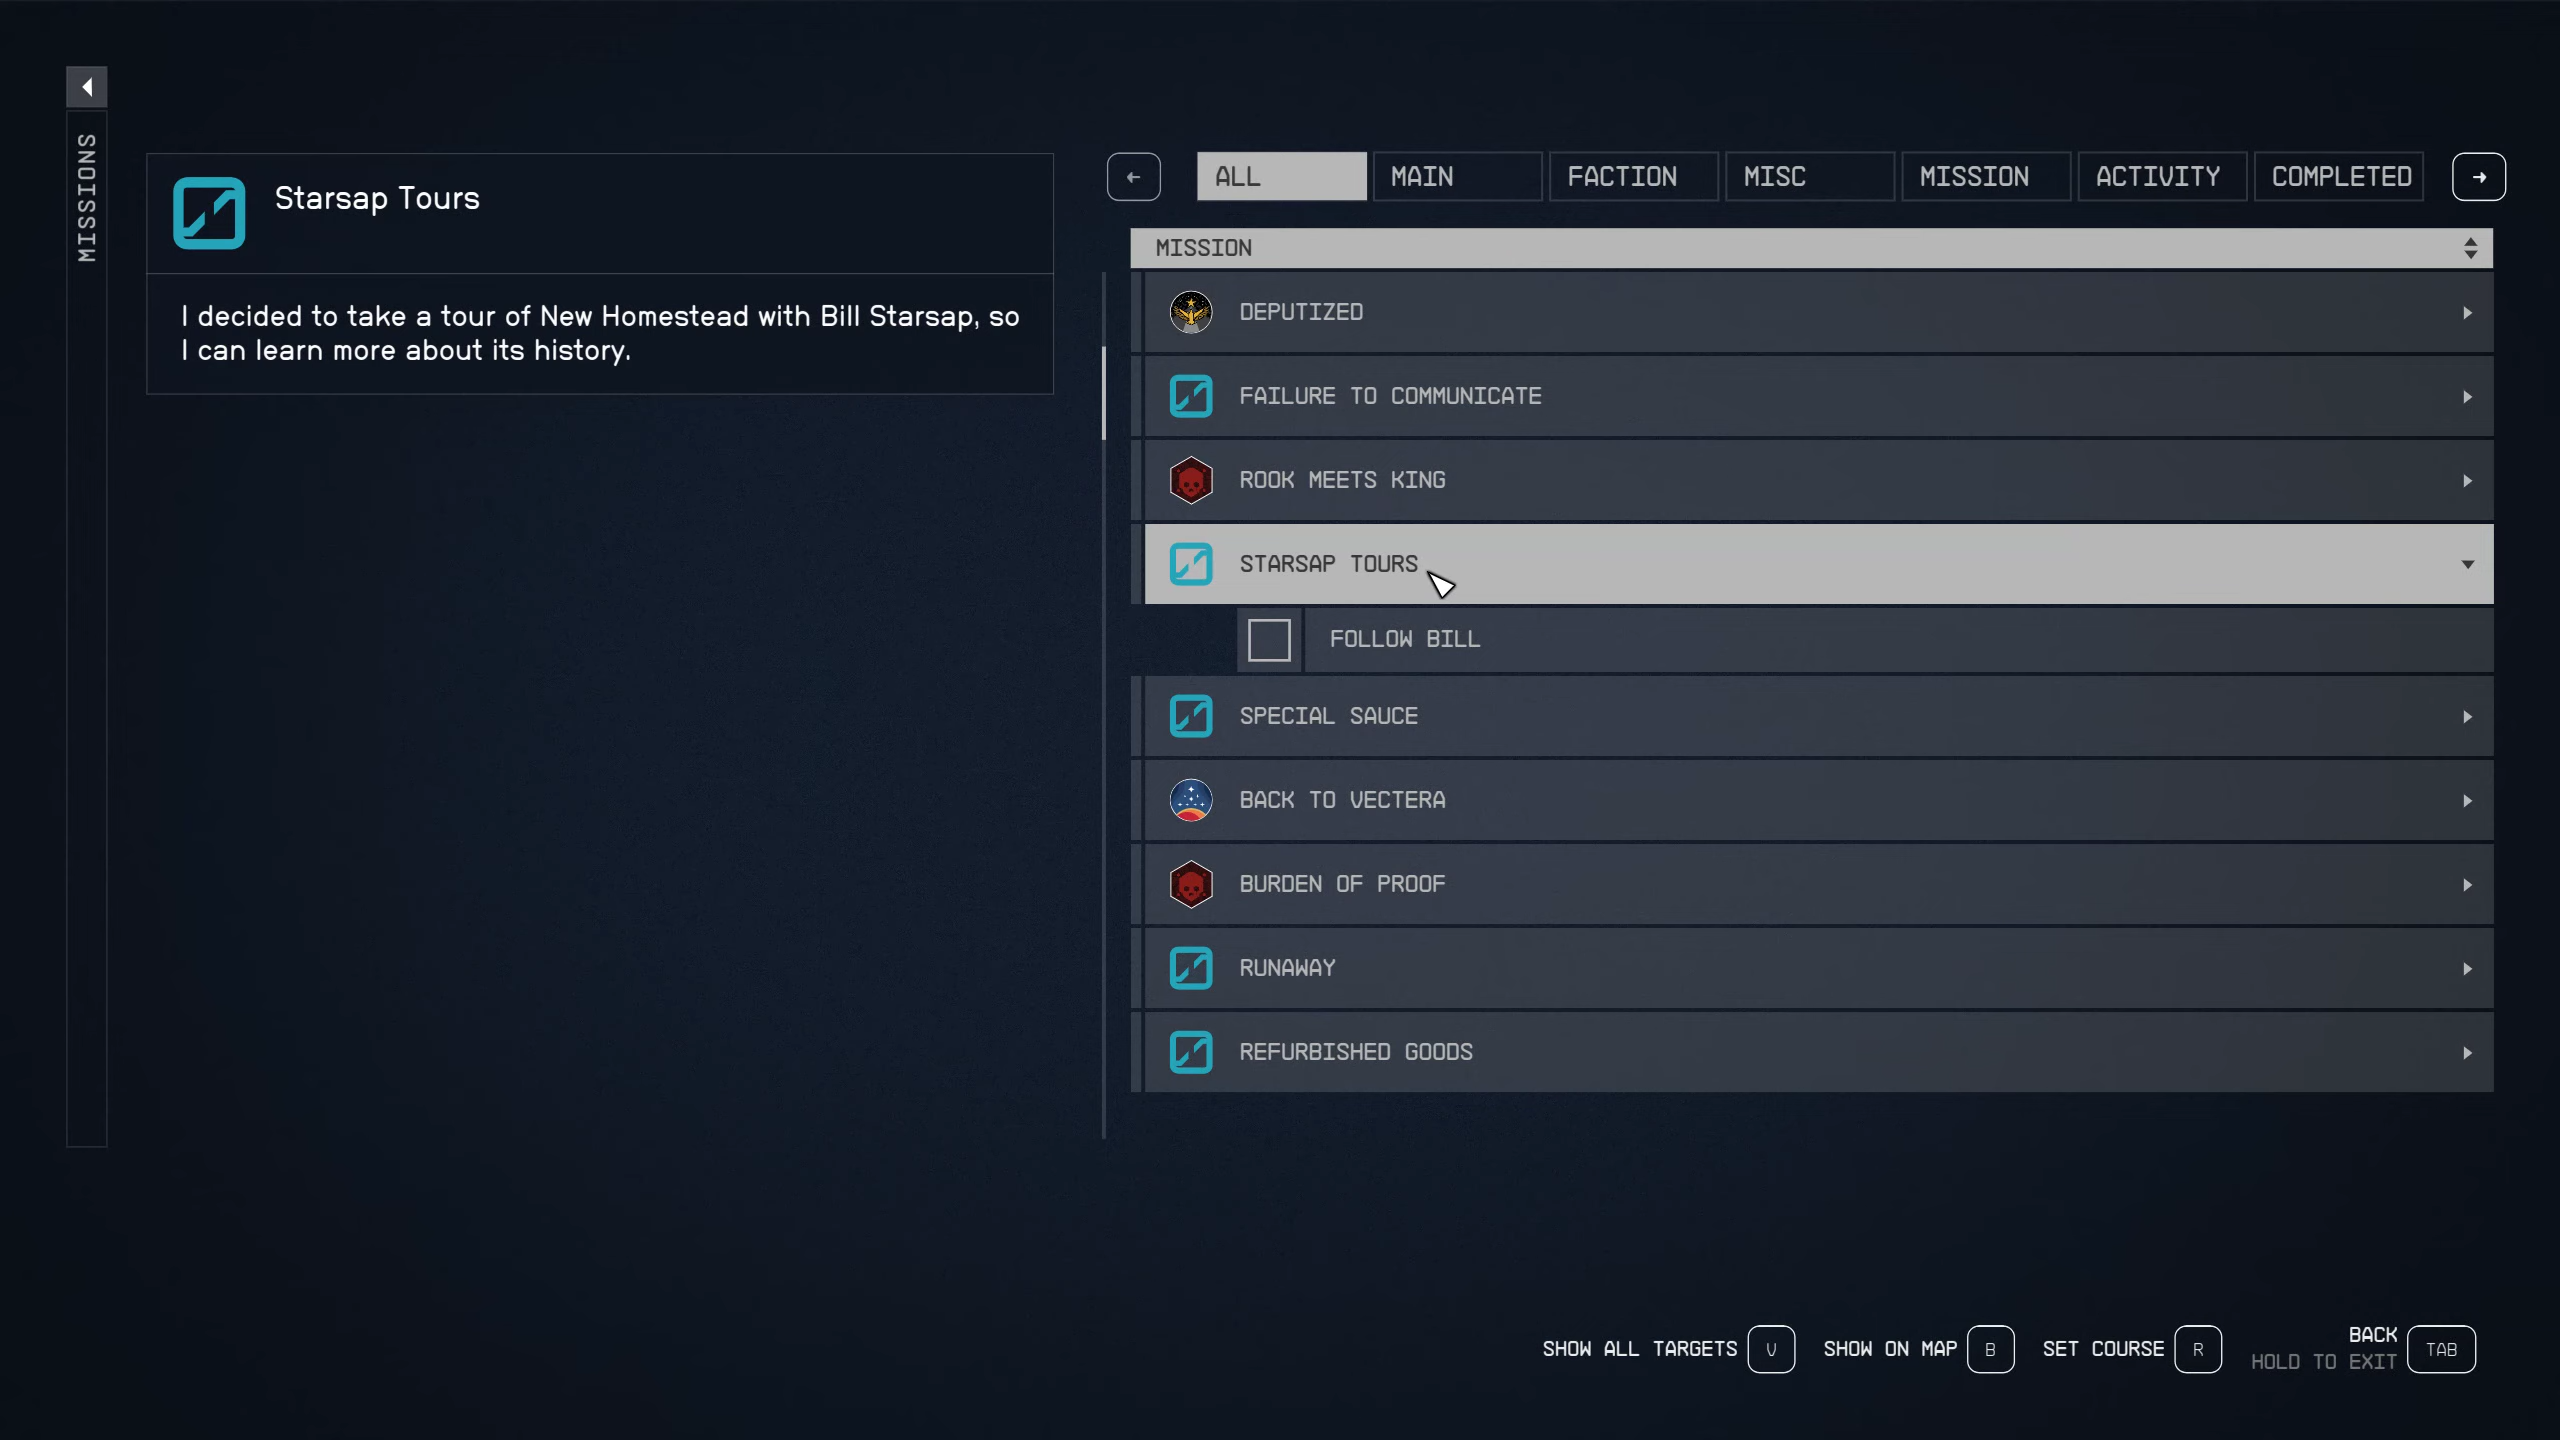 MISSIONS
Starsap Tours
I decided to take a tour of New Homestead with Bill Starsap, so
I can learn more about its history.
ALL
MAIN
FACTION
MISC
MISSION
ACTIVITY
COMPLETED
MISSION
DEPUTIZED
FAILURE TO COMMUNICATE
ROOK MEETS KING
STARSAP TOURS
FOLLOW BILL
SPECIAL SAUCE
BACK TO VECTERA
BURDEN OF PROOF
RUNAWAY
REFURBISHED GOODS
SHOW ALL TARGETS V
SHOW ON MAP B
SET COURSE R
BACK
HOLD TO EXIT
TAB